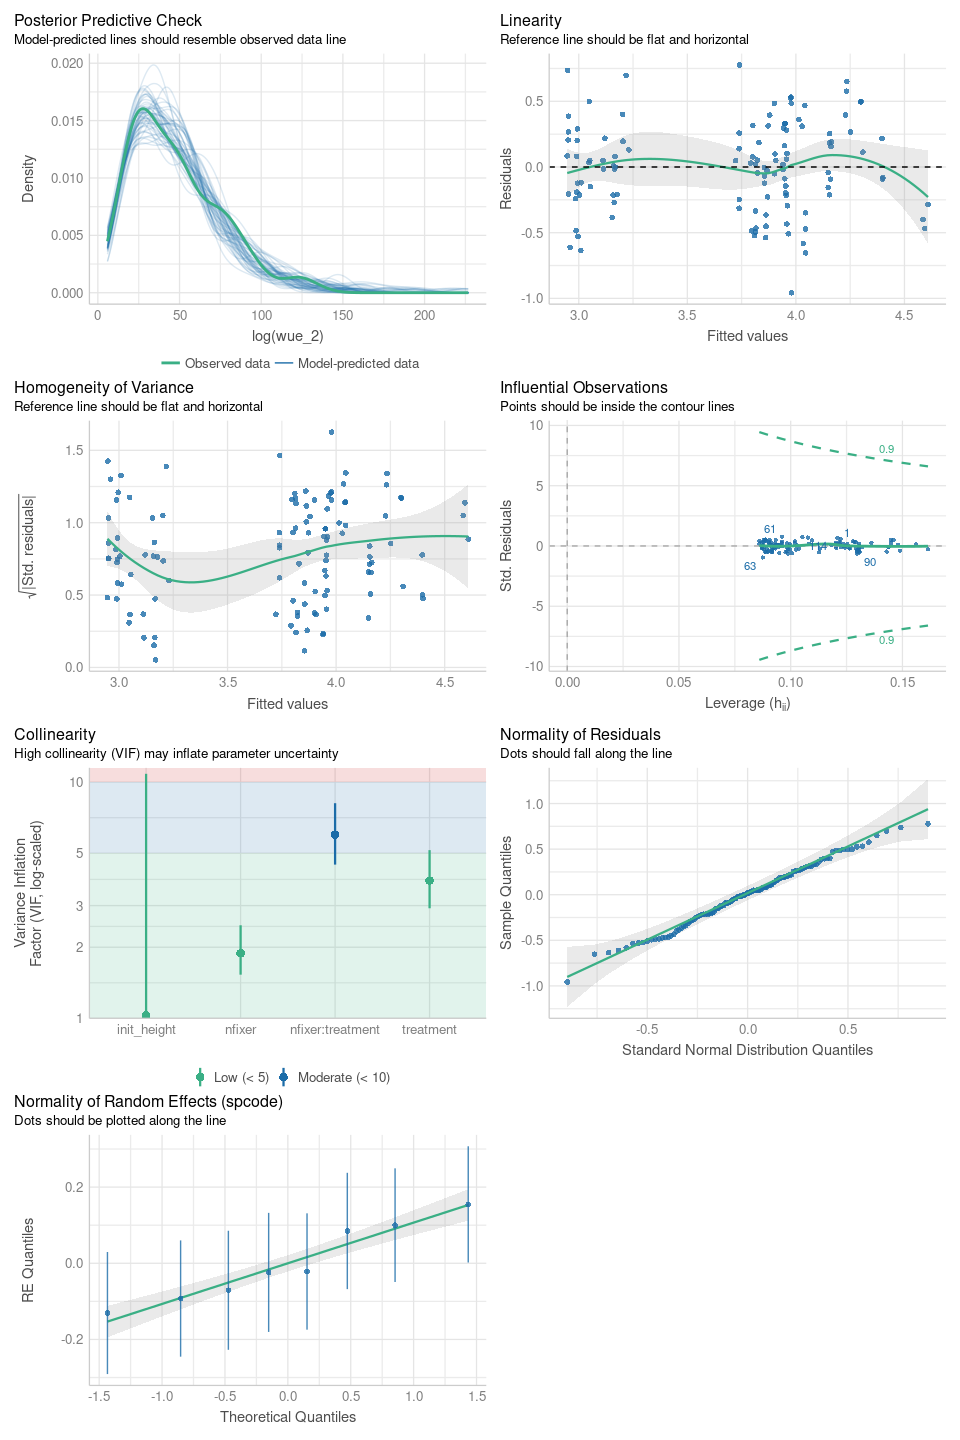 Posterior Predictive Check
Model-predicted lines should resemble observed data line
0.020
0.015
0.010
0.005
0.000
Density
0
50
100
150
200
log(wue_2)
Observed data
Model-predicted data
Linearity
Reference line should be flat and horizontal
0.5
0.0
-0.5
-1.0
Residuals
3.0
3.5
4.0
4.5
Fitted values
Homogeneity of Variance
Reference line should be flat and horizontal
1.5
1.0
0.5
0.0
√|Std. residuals|
3.0
3.5
4.0
4.5
Fitted values
Influential Observations
Points should be inside the contour lines
10
5
0
-5
-10
Std. Residuals
0.9
61
1
63
90
0.9
0.00
0.05
0.10
0.15
Leverage (hii)
Collinearity
High collinearity (VIF) may inflate parameter uncertainty
10
5
3
2
1
Variance Inflation
Factor (VIF, log-scaled)
init_height
nfixer
nfixer:treatment
treatment
Low (< 5)
Moderate (< 10)
Normality of Residuals
Dots should fall along the line
1.0
0.5
0.0
-0.5
-1.0
Sample Quantiles
-0.5
0.0
0.5
Standard Normal Distribution Quantiles
Normality of Random Effects (spcode)
Dots should be plotted along the line
0.2
0.0
-0.2
RE Quantiles
-1.5
-1.0
-0.5
0.0
0.5
1.0
1.5
Theoretical Quantiles